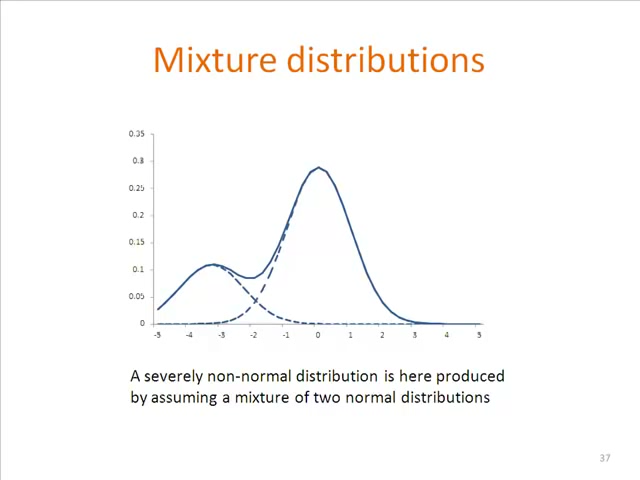 Mixture distributions
0.35
0.3
0.25
0.2
0.15
0.1
0.05
0
-5 -4 -3 -2 -1 0 1 2 3 4 5
A severely non-normal distribution is here produced
by assuming a mixture of two normal distributions
37